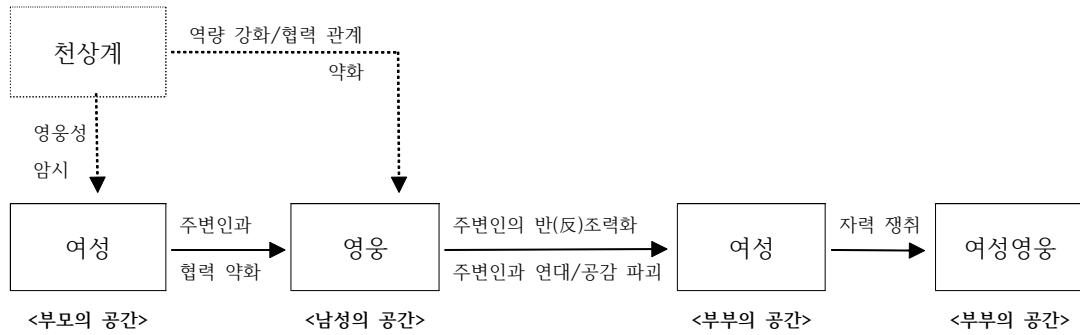 천상계
역량 강화/협력 관계
약화
영웅성
암시
여성
주변인과
협력 약화
영웅
주변인의 반(反)조력화
주변인과 연대/공감 파괴
여성
자력 쟁취
여성영웅
<부모의 공간>
<남성의 공간>
<부부의 공간>
<부부의 공간>